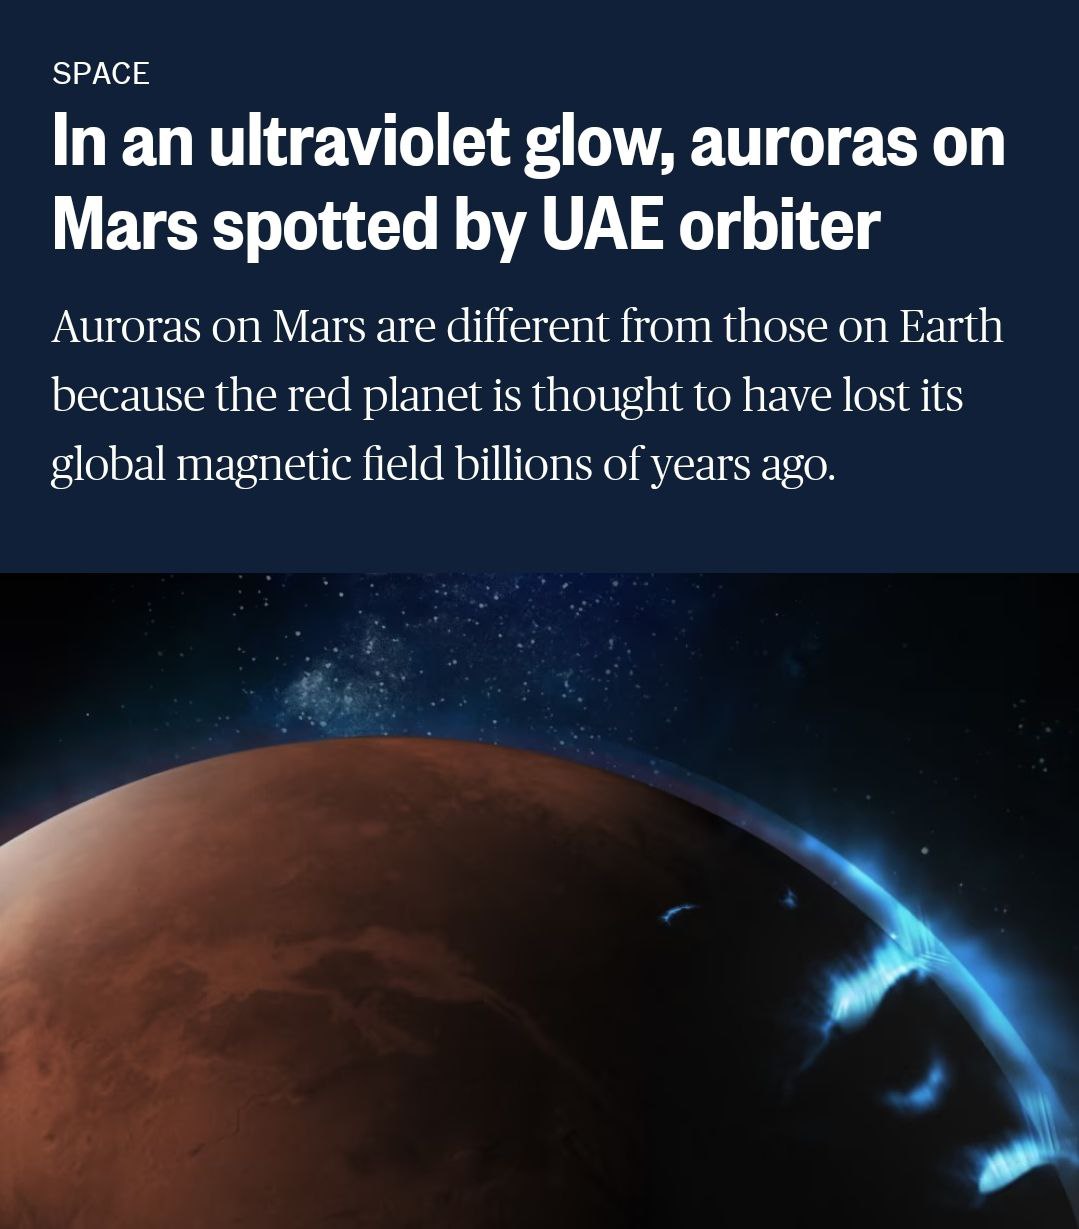 SPACE
In an ultraviolet glow, auroras on
Mars spotted by UAE orbiter
Auroras on Mars are different from those on Earth
because the red planet is thought to have lost its
global magnetic field billions of years ago.